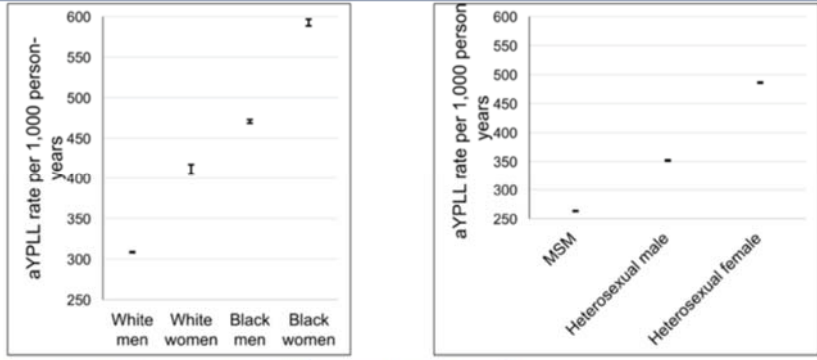 aYPLL rate per 1,000 person-
years
600
550
500
450
400
350
300
250
White
men
White
women
Black
men
Black
women
aYPLL rate per 1,000 person
years
600
550
500
450
400
350
300
250
MSM
Heterosexual male
Heterosexual female